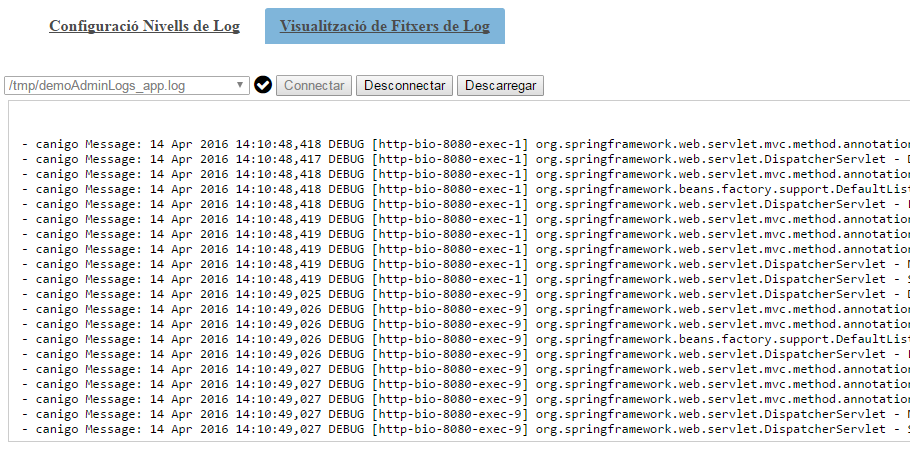 Configuració Nivells de Log Visualització de Fitxers de Log
/tmp/demoAdminLogs_app.log Connectar Desconnectar Descarregar
- canigo Message: 14 Apr 2016 14:10:48,418 DEBUG [http-bio-8080-exec-1] org.springframework.web.servlet.mvc.method.annotation
- canigo Message: 14 Apr 2016 14:10:48,417 DEBUG [http-bio-8080-exec-1] org.springframework.web.servlet.DispatcherServlet -
- canigo Message: 14 Apr 2016 14:10:48,418 DEBUG [http-bio-8080-exec-1] org.springframework.web.servlet.mvc.method.annotation
- canigo Message: 14 Apr 2016 14:10:48,418 DEBUG [http-bio-8080-exec-1] org.springframework.beans.factory.support.DefaultList
- canigo Message: 14 Apr 2016 14:10:48,418 DEBUG [http-bio-8080-exec-1] org.springframework.web.servlet.DispatcherServlet -
- canigo Message: 14 Apr 2016 14:10:48,419 DEBUG [http-bio-8080-exec-1] org.springframework.web.servlet.mvc.method.annotation
- canigo Message: 14 Apr 2016 14:10:48,419 DEBUG [http-bio-8080-exec-1] org.springframework.web.servlet.mvc.method.annotation
- canigo Message: 14 Apr 2016 14:10:48,419 DEBUG [http-bio-8080-exec-1] org.springframework.web.servlet.mvc.method.annotation
- canigo Message: 14 Apr 2016 14:10:48,419 DEBUG [http-bio-8080-exec-1] org.springframework.web.servlet.DispatcherServlet -
- canigo Message: 14 Apr 2016 14:10:48,419 DEBUG [http-bio-8080-exec-1] org.springframework.web.servlet.DispatcherServlet -
- canigo Message: 14 Apr 2016 14:10:49,025 DEBUG [http-bio-8080-exec-9] org.springframework.web.servlet.DispatcherServlet -
- canigo Message: 14 Apr 2016 14:10:49,026 DEBUG [http-bio-8080-exec-9] org.springframework.web.servlet.mvc.method.annotation
- canigo Message: 14 Apr 2016 14:10:49,026 DEBUG [http-bio-8080-exec-9] org.springframework.web.servlet.mvc.method.annotation
- canigo Message: 14 Apr 2016 14:10:49,026 DEBUG [http-bio-8080-exec-9] org.springframework.beans.factory.support.DefaultList
- canigo Message: 14 Apr 2016 14:10:49,026 DEBUG [http-bio-8080-exec-9] org.springframework.web.servlet.DispatcherServlet -
- canigo Message: 14 Apr 2016 14:10:49,027 DEBUG [http-bio-8080-exec-9] org.springframework.web.servlet.mvc.method.annotation
- canigo Message: 14 Apr 2016 14:10:49,027 DEBUG [http-bio-8080-exec-9] org.springframework.web.servlet.mvc.method.annotation
- canigo Message: 14 Apr 2016 14:10:49,027 DEBUG [http-bio-8080-exec-9] org.springframework.web.servlet.mvc.method.annotation
- canigo Message: 14 Apr 2016 14:10:49,027 DEBUG [http-bio-8080-exec-9] org.springframework.web.servlet.DispatcherServlet -
- canigo Message: 14 Apr 2016 14:10:49,027 DEBUG [http-bio-8080-exec-9] org.springframework.web.servlet.DispatcherServlet -